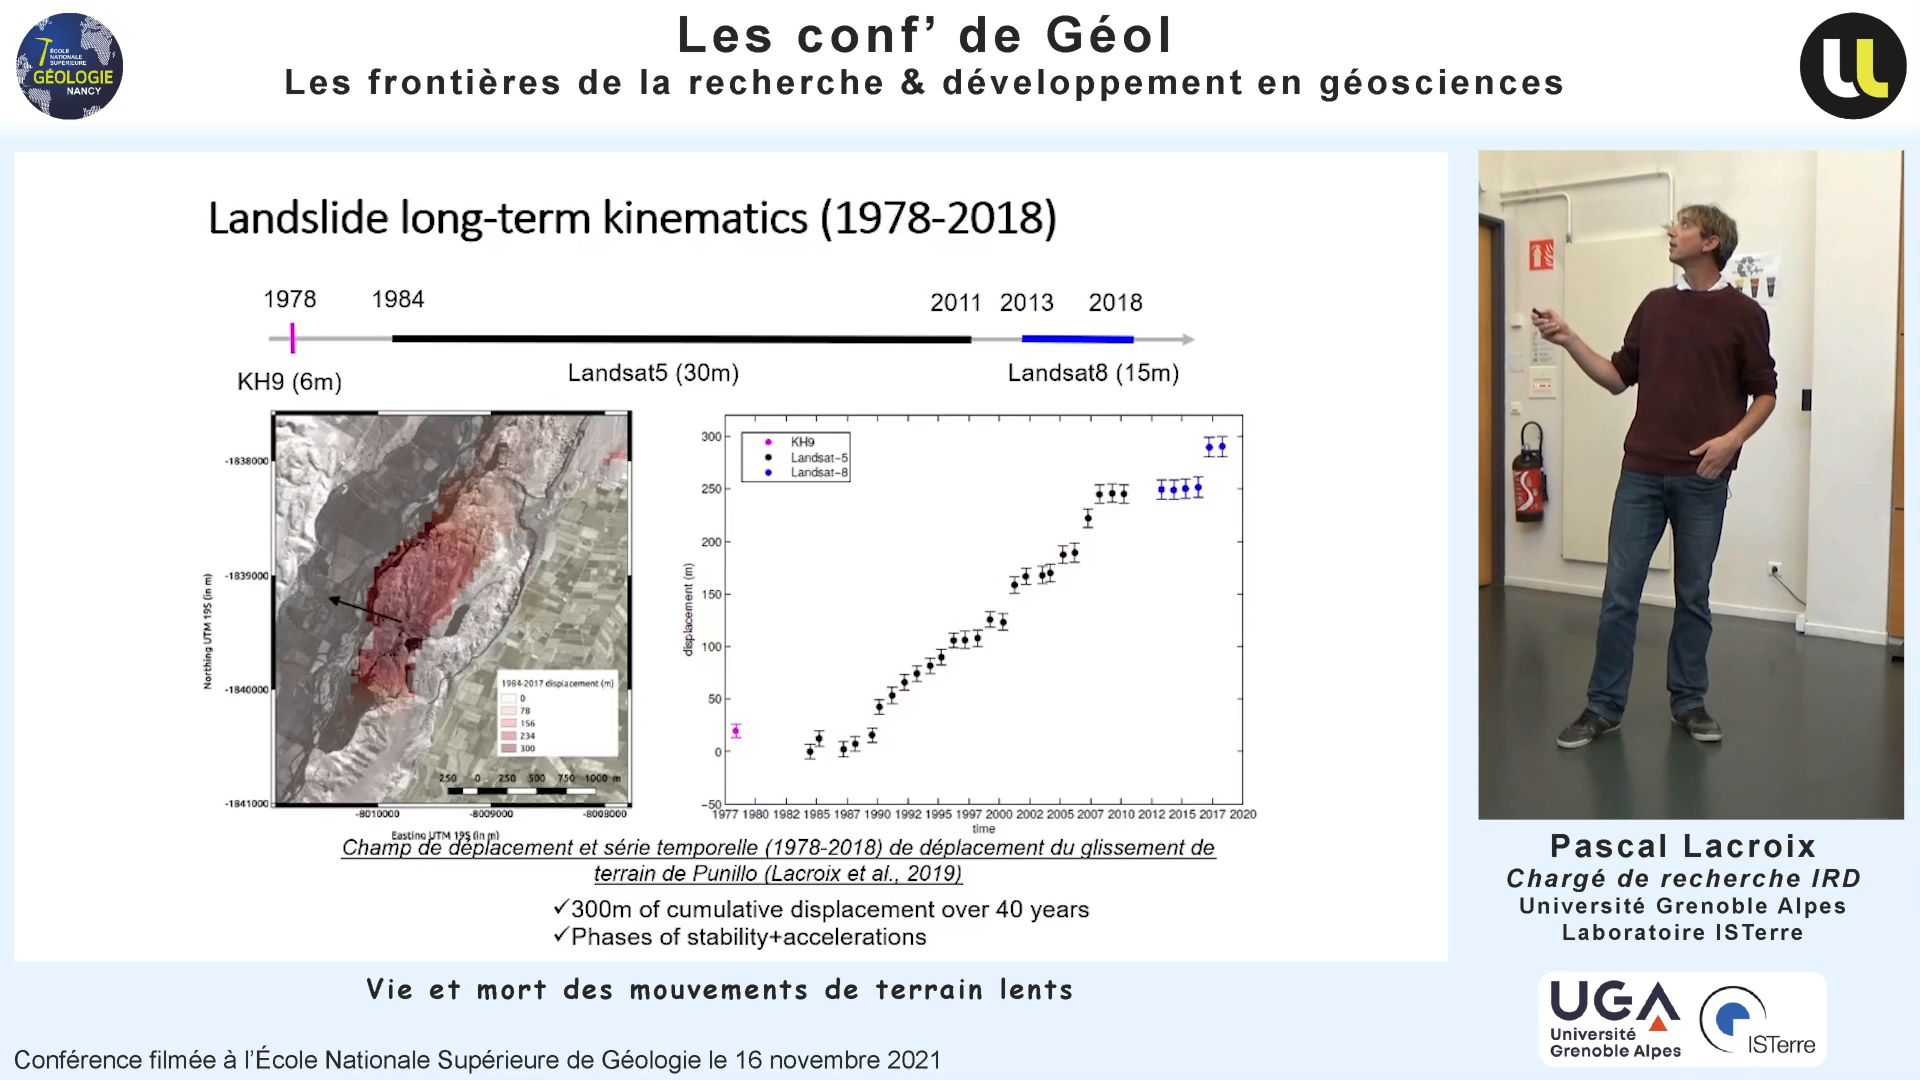 Les conf' de Géol
Les frontières de la recherche & développement en géosciences
ÉCOLE
NATIONALE
SUPÉRIEURE
GÉOLOGIE
NANCY
Landslide long-term kinematics (1978-2018)
1978 1984 2011 2013 2018
KH9 (6m) Landsat5 (30m) Landsat8 (15m)
-1838000
-1839000
-1840000
-1841000
Northing UTM 19S (in m)
1984-2017 displacement (m)
0
78
156
234
300
250 0 250 500 750 1000 m
-8010000 -8009000 -8008000
Easting UTM 19S (in m)
KH9
Landsat-5
Landsat-8
300
250
200
150
100
50
0
-50
displacement (m)
1977 1980 1982 1985 1987 1990 1992 1995 1997 2000 2002 2005 2007 2010 2012 2015 2017 2020
time
Champ de déplacement et série temporelle (1978-2018) de déplacement du glissement de
terrain de Punillo (Lacroix et al., 2019)
✓300m of cumulative displacement over 40 years
✓Phases of stability+accelerations
Vie et mort des mouvements de terrain lents
Conférence filmée à l'École Nationale Supérieure de Géologie le 16 novembre 2021
Pascal Lacroix
Chargé de recherche IRD
Université Grenoble Alpes
Laboratoire ISTerre
UGA
Université
Grenoble Alpes
ISTerre